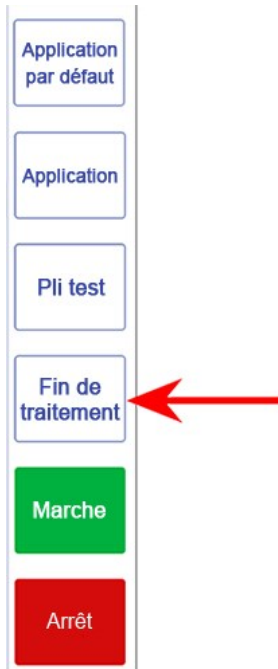 Application
par défaut
Application
Pli test
Fin de
traitement
Marche
Arrêt